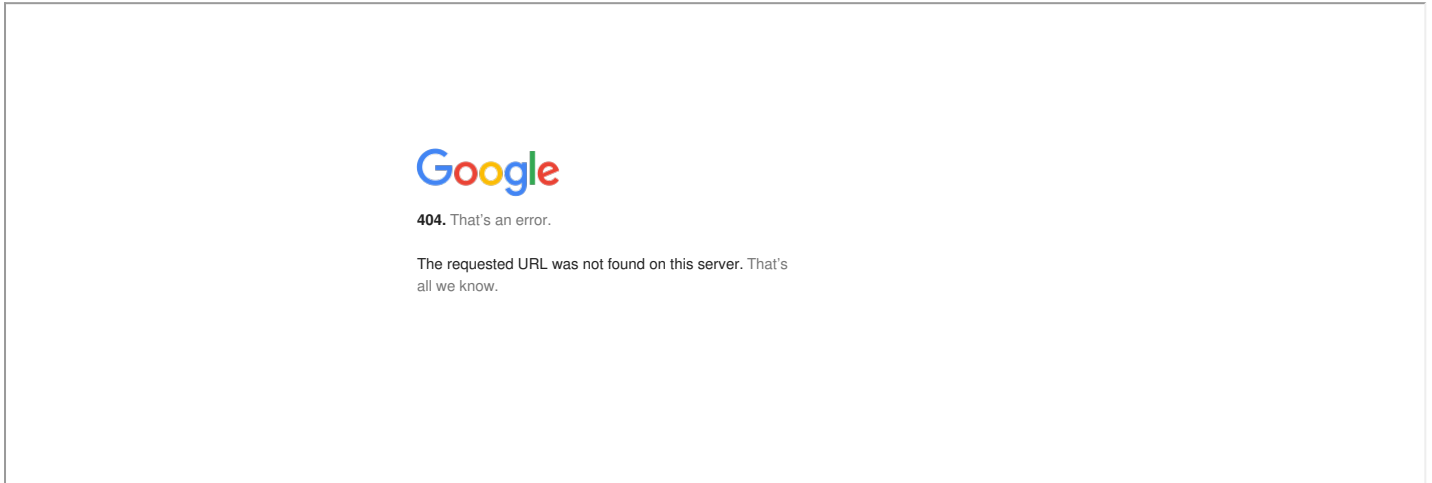 Google
404. That's an error.
The requested URL was not found on this server. That's
all we know.